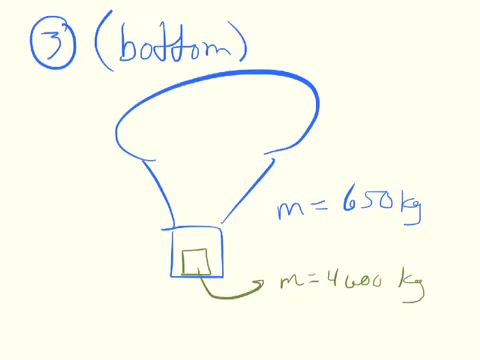 ③ (bottom)
m = 650 kg
m = 4600 kg